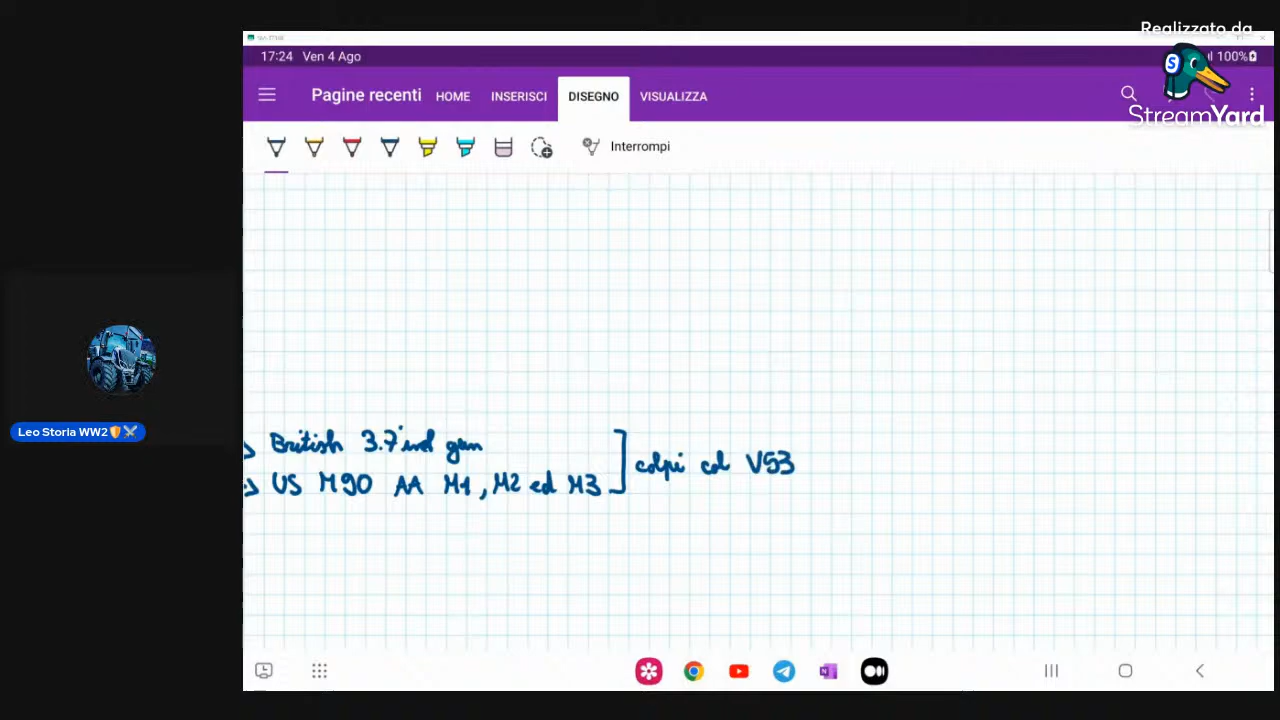 Realizzato da
17:24 Ven 4 Ago
100%
Pagine recenti HOME INSERISCI DISEGNO VISUALIZZA
StreamYard
Interrompi
Leo Storia WW2
British 3.7 inch gun
US M90 AA M1, M2 ed M3
colpi col V53